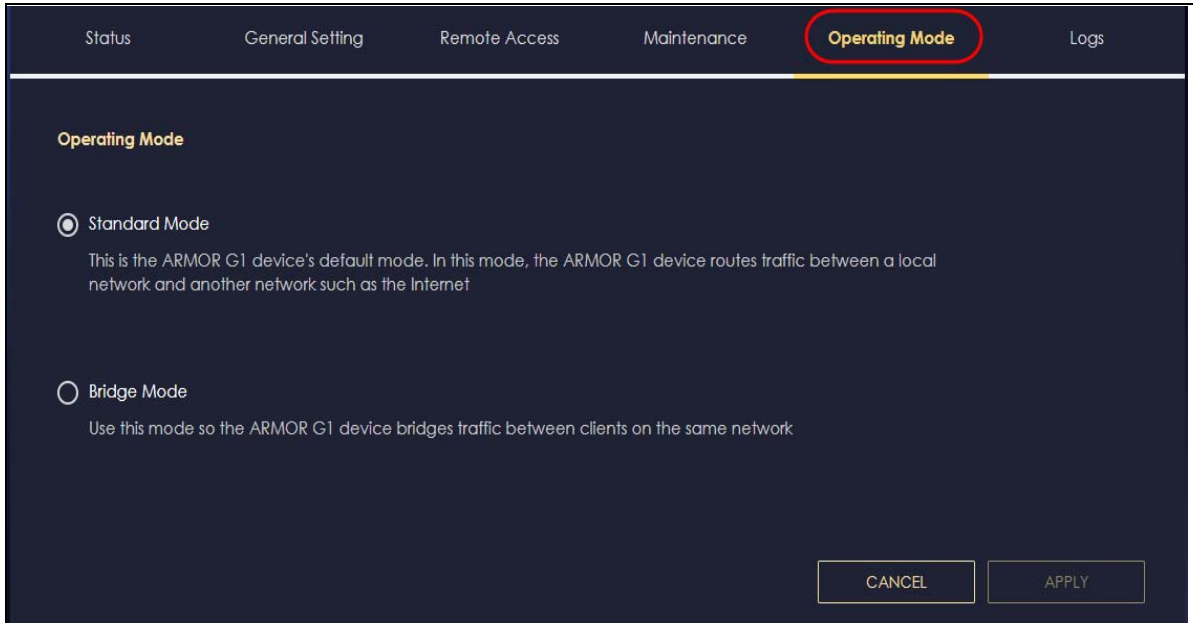 Status General Setting Remote Access Maintenance Operating Mode Logs
Operating Mode
Standard Mode
This is the ARMOR G1 device's default mode. In this mode, the ARMOR G1 device routes traffic between a local
network and another network such as the Internet
Bridge Mode
Use this mode so the ARMOR G1 device bridges traffic between clients on the same network
CANCEL APPLY